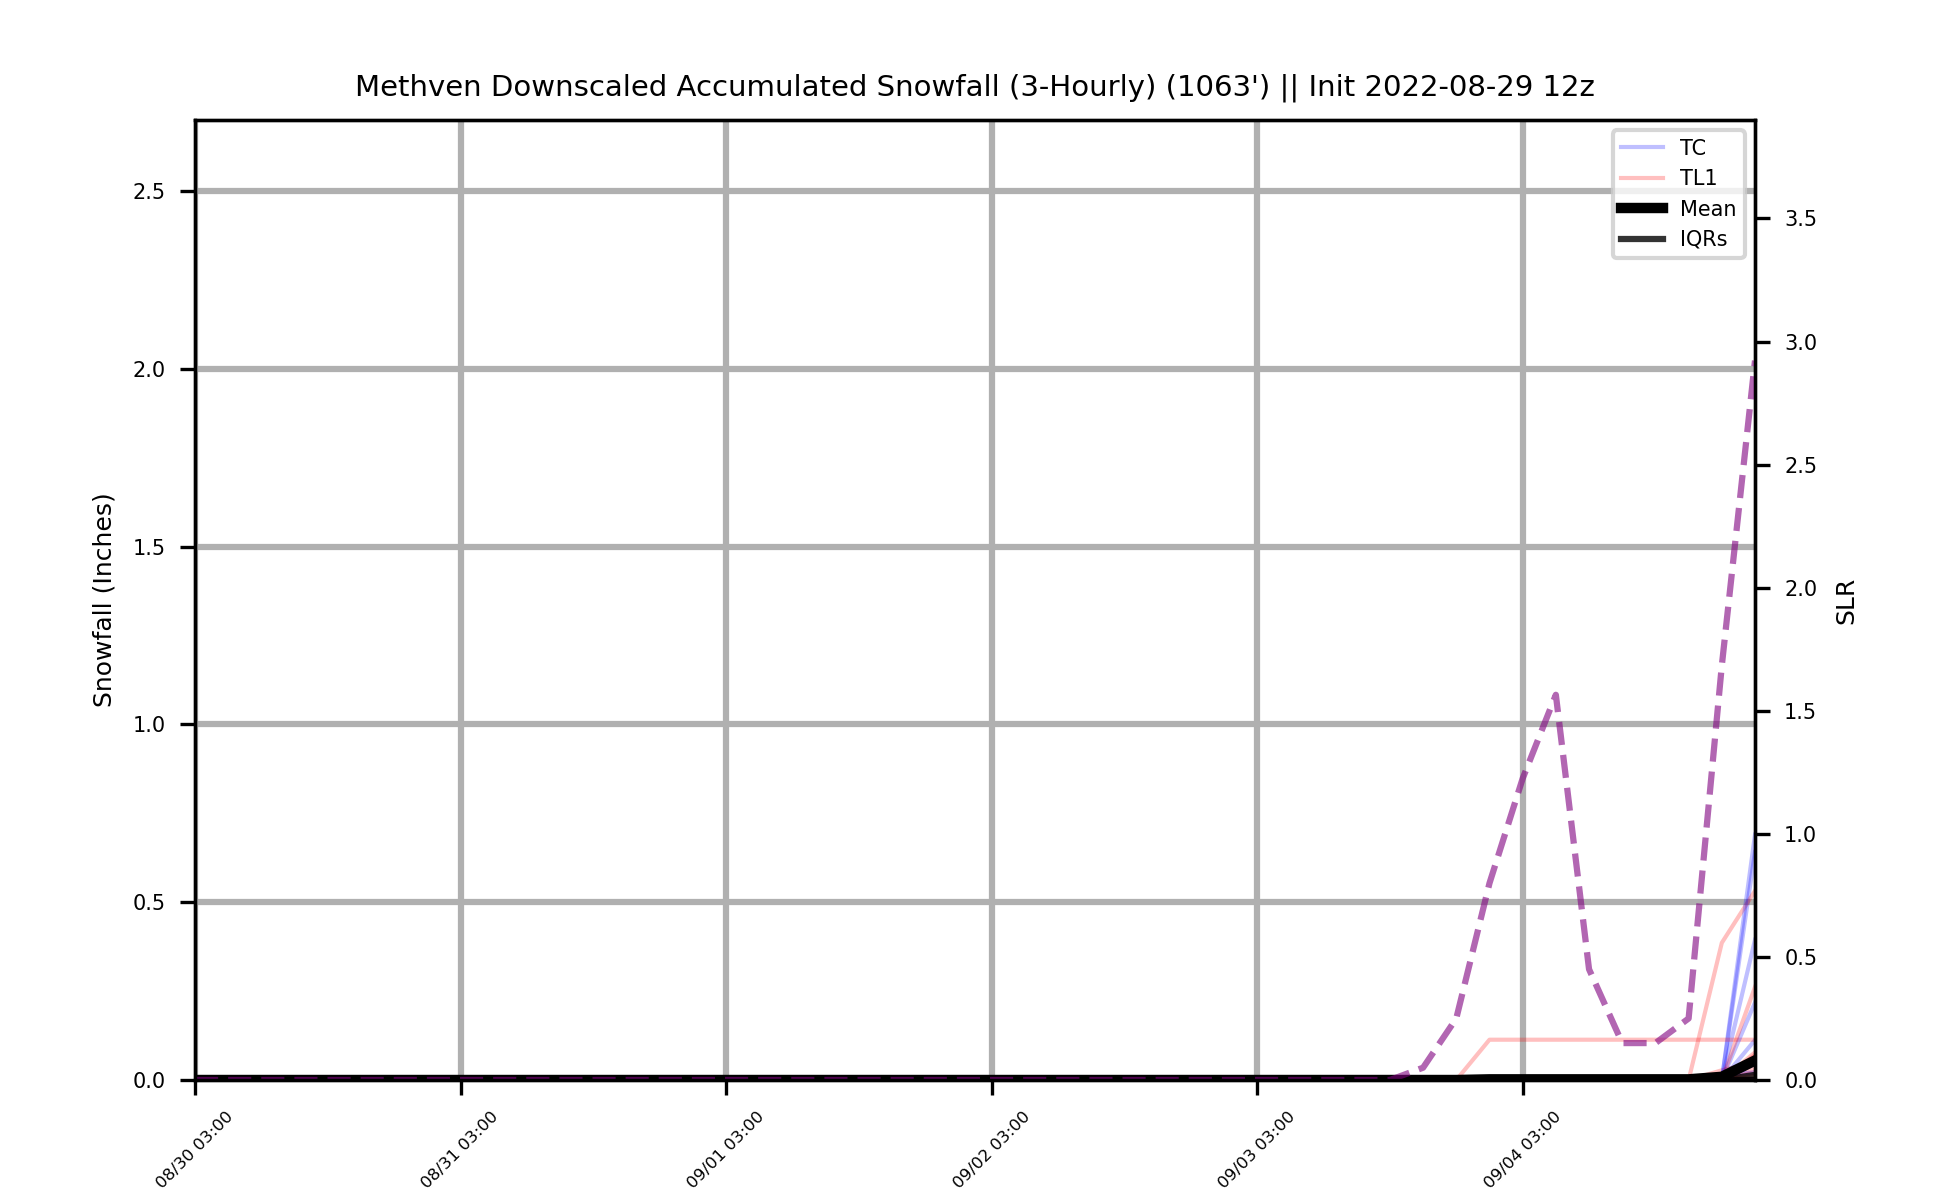 Methven Downscaled Accumulated Snowfall (3-Hourly) (1063') || Init 2022-08-29 12z
TC
TL1
Mean
IQRs
Snowfall (Inches)
2.5
2.0
1.5
1.0
0.5
0.0
SLR
3.5
3.0
2.5
2.0
1.5
1.0
0.5
0.0
08/30 03:00
08/31 03:00
09/01 03:00
09/02 03:00
09/03 03:00
09/04 03:00